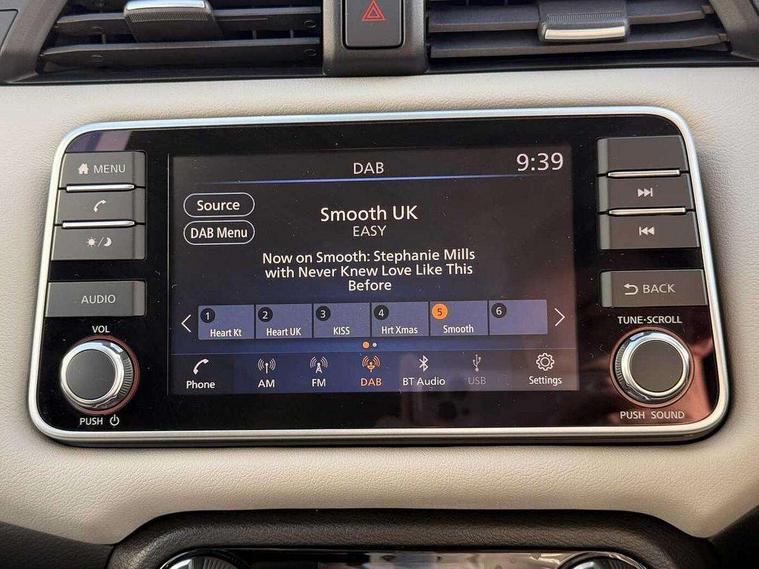 MENU
AUDIO
VOL
PUSH
DAB
9:39
Source
DAB Menu
Smooth UK
EASY
Now on Smooth: Stephanie Mills
with Never Knew Love Like This
Before
1 2 3 4 5 6
Heart Kt Heart UK KISS Hrt Xmas Smooth
Phone AM FM DAB BT Audio USB Settings
BACK
TUNE·SCROLL
PUSH SOUND